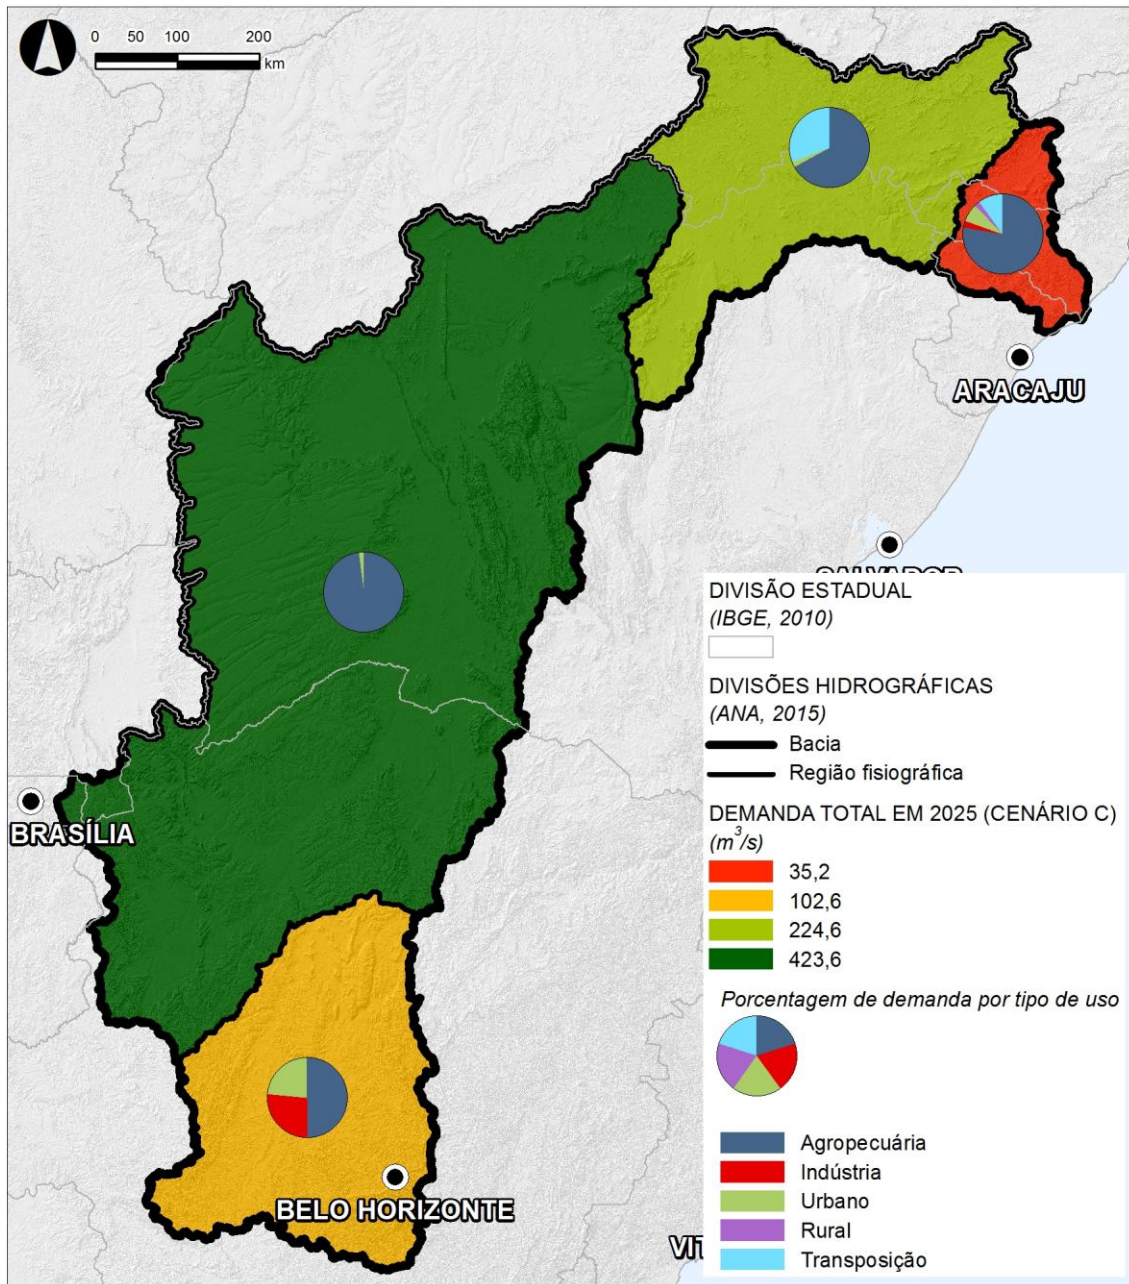 0 50 100 200
km
ARACAJU
BRASÍLIA
BELO HORIZONTE
DIVISÃO ESTADUAL
(IBGE, 2010)
DIVISÕES HIDROGRÁFICAS
(ANA, 2015)
Bacia
Região fisiográfica
DEMANDA TOTAL EM 2025 (CENÁRIO C)
(m³/s)
35,2
102,6
224,6
423,6
Porcentagem de demanda por tipo de uso
Agropecuária
Indústria
Urbano
Rural
Transposição